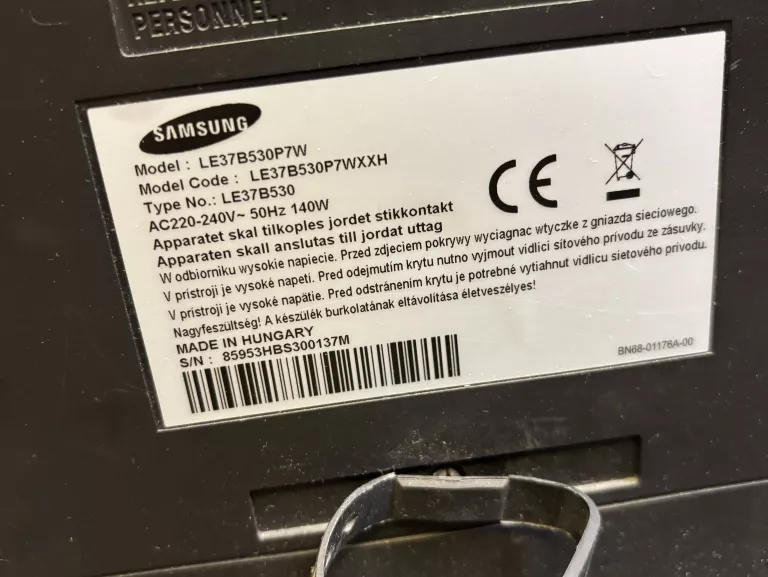 PERSONNEL.
SAMSUNG
Model : LE37B530P7W
Model Code : LE37B530P7WXXH
Type No.: LE37B530
AC220-240V~ 50Hz 140W
Apparatet skal tilkoples jordet stikkontakt
Apparaten skall anslutas till jordat uttag
W odbiorniku wysokie napiecie. Przed zdjeciem pokrywy wyciagnac wtyczke z gniazda sieciowego.
V prístroji je vysoké napetí. Pred odejmutím krytu nutno vyjmout vidlici sítového prívodu ze zásuvky.
V prístroji je vysoké napätie. Pred odstránením krytu je potrebné vytiahnut vidlicu sietového prívodu.
Nagyfeszültség! A készülék burkolatának eltávolítása életveszélyes!
MADE IN HUNGARY
S/N : 85953HBS300137M
CE
BN68-01176A-00